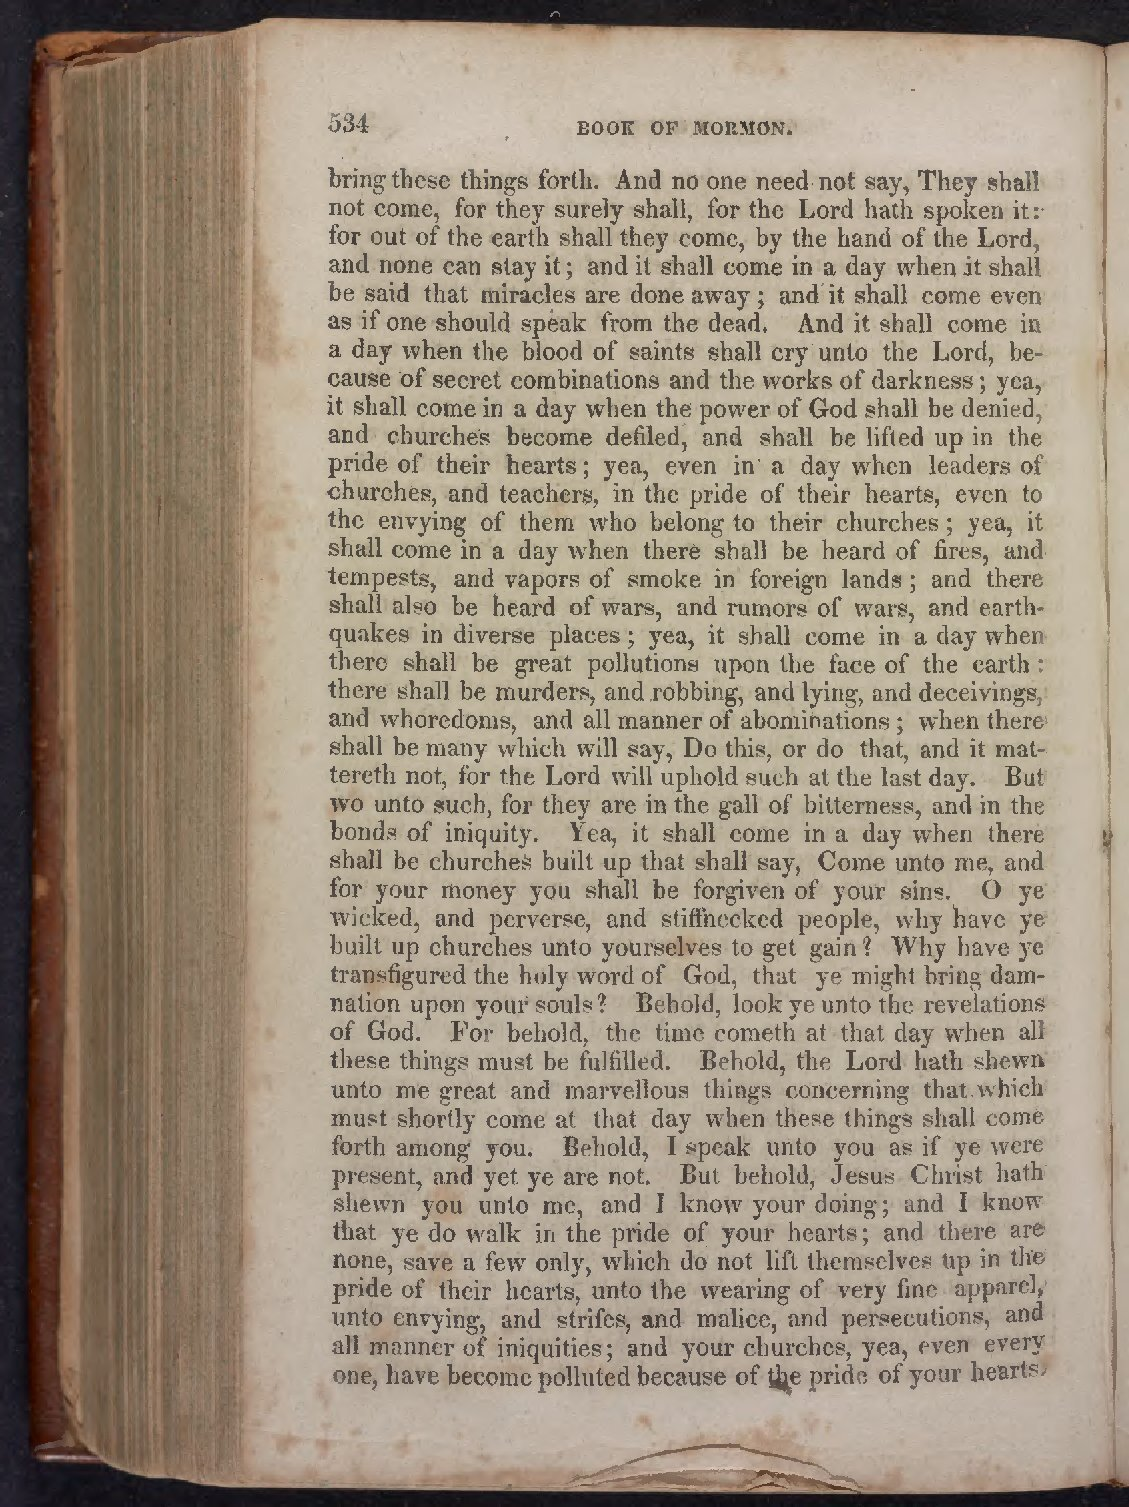 534 BOOK OF MORMON.
bring these things forth. And no one need not say, They shall
not come, for they surely shall, for the Lord hath spoken it:
for out of the earth shall they come, by the hand of the Lord,
and none can stay it; and it shall come in a day when it shall
be said that miracles are done away; and it shall come even
as if one should speak from the dead. And it shall come in
a day when the blood of saints shall cry unto the Lord, be-
cause of secret combinations and the works of darkness; yea,
it shall come in a day when the power of God shall be denied,
and churches become defiled, and shall be lifted up in the
pride of their hearts; yea, even in a day when leaders of
churches, and teachers, in the pride of their hearts, even to
the envying of them who belong to their churches; yea, it
shall come in a day when there shall be heard of fires, and
tempests, and vapors of smoke in foreign lands; and there
shall also be heard of wars, and rumors of wars, and earth-
quakes in diverse places; yea, it shall come in a day when
there shall be great pollutions upon the face of the earth:
there shall be murders, and robbing, and lying, and deceivings,
and whoredoms, and all manner of abominations; when there
shall be many which will say, Do this, or do that, and it mat-
tereth not, for the Lord will uphold such at the last day. But
wo unto such, for they are in the gall of bitterness, and in the
bonds of iniquity. Yea, it shall come in a day when there
shall be churches built up that shall say, Come unto me, and
for your money you shall be forgiven of your sins. O ye
wicked, and perverse, and stiffnecked people, why have ye
built up churches unto yourselves to get gain? Why have ye
transfigured the holy word of God, that ye might bring dam-
nation upon your souls? Behold, look ye unto the revelations
of God. For behold, the time cometh at that day when all
these things must be fulfilled. Behold, the Lord hath shewn
unto me great and marvellous things concerning that which
must shortly come at that day when these things shall come
forth among you. Behold, I speak unto you as if ye were
present, and yet ye are not. But behold, Jesus Christ hath
shewn you unto me, and I know your doing; and I know
that ye do walk in the pride of your hearts; and there are
none, save a few only, which do not lift themselves up in the
pride of their hearts, unto the wearing of very fine apparel,
unto envying, and strifes, and malice, and persecutions, and
all manner of iniquities; and your churches, yea, even every
one, have become polluted because of the pride of your hearts.